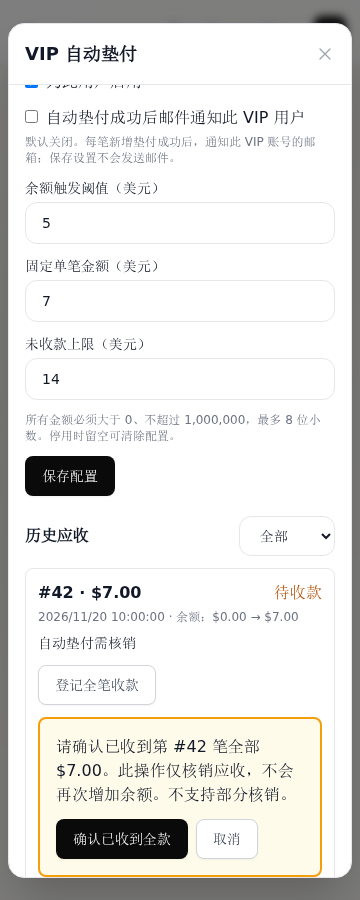 VIP 自动垫付
为此用户启用
自动垫付成功后邮件通知此 VIP 用户
默认关闭。每笔新增垫付成功后，通知此 VIP 账号的邮
箱；保存设置不会发送邮件。
余额触发阈值（美元）
5
固定单笔金额（美元）
7
未收款上限（美元）
14
所有金额必须大于 0、不超过 1,000,000，最多 8 位小
数。停用时留空可清除配置。
保存配置
历史应收
全部
#42 · $7.00
待收款
2026/11/20 10:00:00 · 余额：$0.00 → $7.00
自动垫付需核销
登记全笔收款
请确认已收到第 #42 笔全部
$7.00。此操作仅核销应收，不会
再次增加余额。不支持部分核销。
确认已收到全款
取消